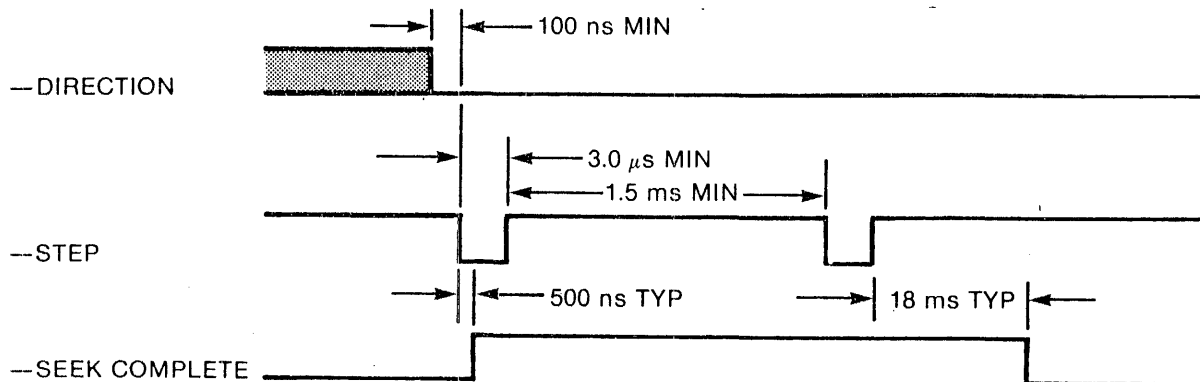 100 ns MIN
—DIRECTION
3.0 μs MIN
1.5 ms MIN
—STEP
500 ns TYP
18 ms TYP
—SEEK COMPLETE